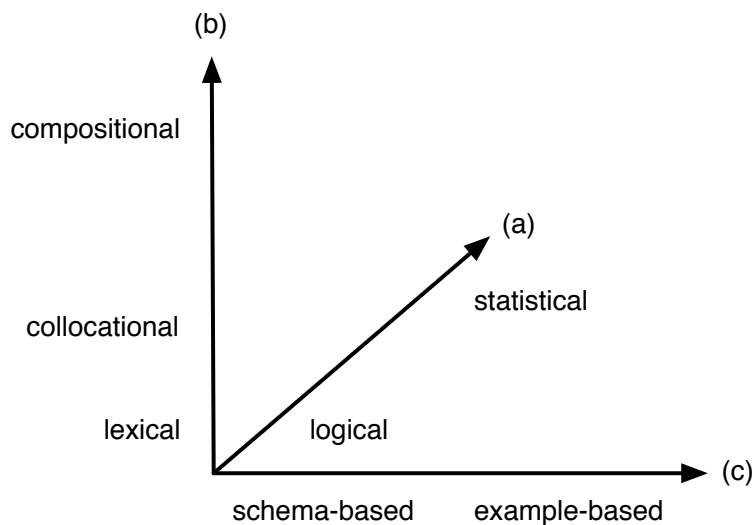 (b)
compositional
(a)
statistical
collocational
lexical
logical
(c)
schema-based
example-based